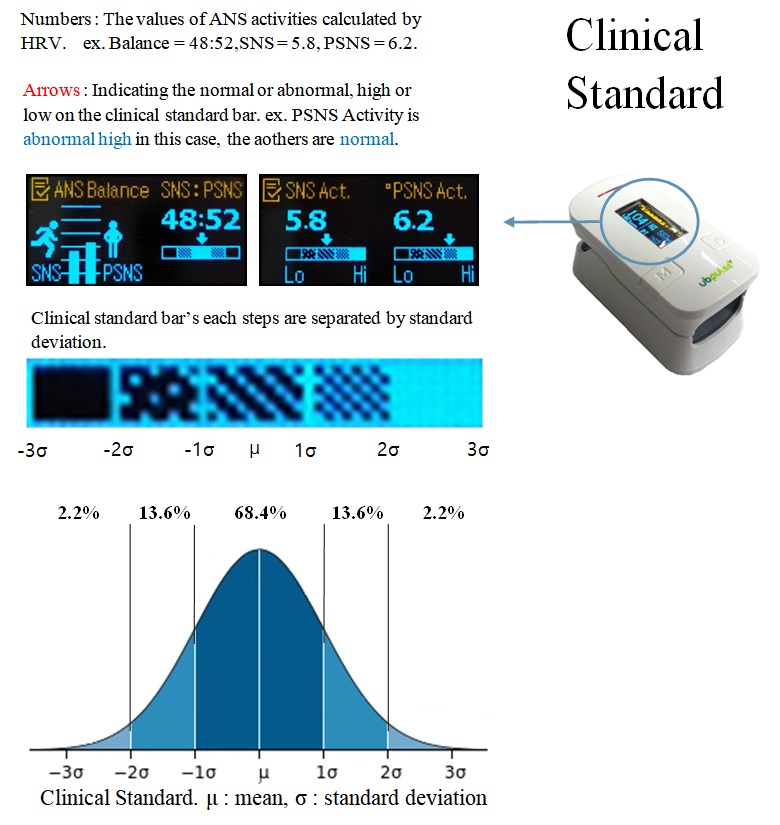 Numbers : The values of ANS activities calculated by
HRV. ex. Balance = 48:52,SNS = 5.8, PSNS = 6.2.
Clinical
Standard
Arrows : Indicating the normal or abnormal, high or
low on the clinical standard bar. ex. PSNS Activity is
abnormal high in this case, the aothers are normal.
ANS Balance SNS : PSNS
48:52
SNS PSNS
SNS Act. *PSNS Act.
5.8 6.2
Lo Hi Lo Hi
104
M
ubpulse
Clinical standard bar's each steps are separated by standard
deviation.
-3σ -2σ -1σ μ 1σ 2σ 3σ
2.2% 13.6% 68.4% 13.6% 2.2%
−3σ −2σ −1σ μ 1σ 2σ 3σ
Clinical Standard. μ : mean, σ : standard deviation